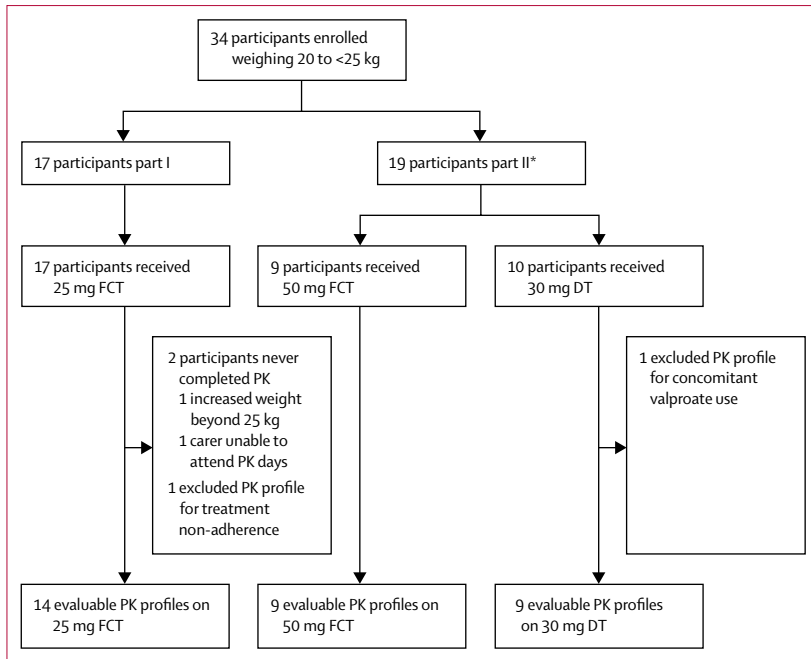 34 participants enrolled
weighing 20 to <25 kg
17 participants part I
19 participants part II*
17 participants received
25 mg FCT
9 participants received
50 mg FCT
10 participants received
30 mg DT
2 participants never
completed PK
1 increased weight
beyond 25 kg
1 carer unable to
attend PK days
1 excluded PK profile
for treatment
non-adherence
1 excluded PK profile
for concomitant
valproate use
14 evaluable PK profiles on
25 mg FCT
9 evaluable PK profiles on
50 mg FCT
9 evaluable PK profiles
on 30 mg DT